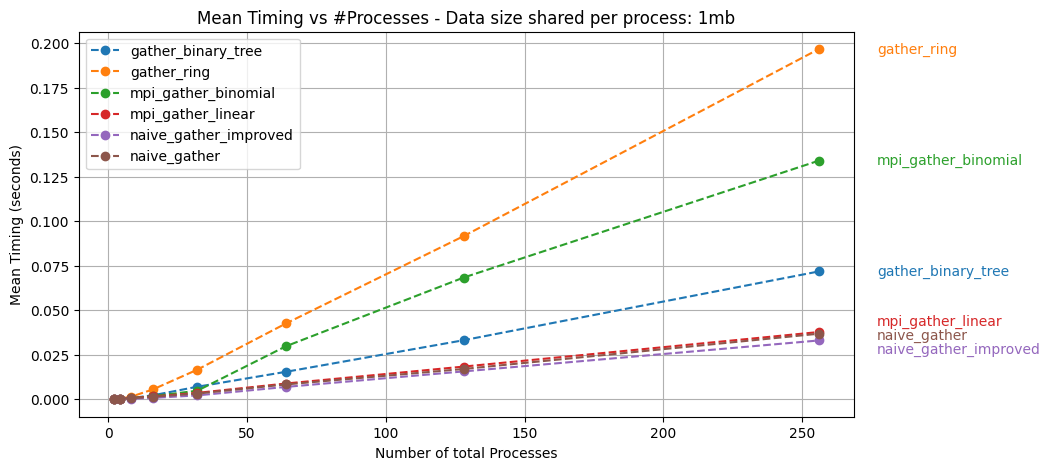 Mean Timing vs #Processes - Data size shared per process: 1mb
gather_binary_tree
gather_ring
mpi_gather_binomial
mpi_gather_linear
naive_gather_improved
naive_gather
0.200
0.175
0.150
0.125
0.100
0.075
0.050
0.025
0.000
Mean Timing (seconds)
0
50
100
150
200
250
Number of total Processes
gather_ring
mpi_gather_binomial
gather_binary_tree
mpi_gather_linear
naive_gather
naive_gather_improved